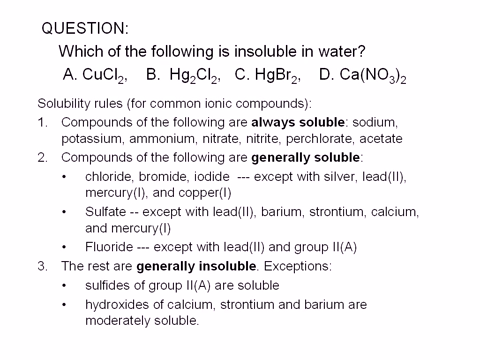 QUESTION:
Which of the following is insoluble in water?
A. CuCl₂, B. Hg₂Cl₂, C. HgBr₂, D. Ca(NO₃)₂
Solubility rules (for common ionic compounds):
1. Compounds of the following are always soluble: sodium,
potassium, ammonium, nitrate, nitrite, perchlorate, acetate
2. Compounds of the following are generally soluble:
• chloride, bromide, iodide --- except with silver, lead(II),
mercury(I), and copper(I)
• Sulfate -- except with lead(II), barium, strontium, calcium,
and mercury(I)
• Fluoride --- except with lead(II) and group II(A)
3. The rest are generally insoluble. Exceptions:
• sulfides of group II(A) are soluble
• hydroxides of calcium, strontium and barium are
moderately soluble.